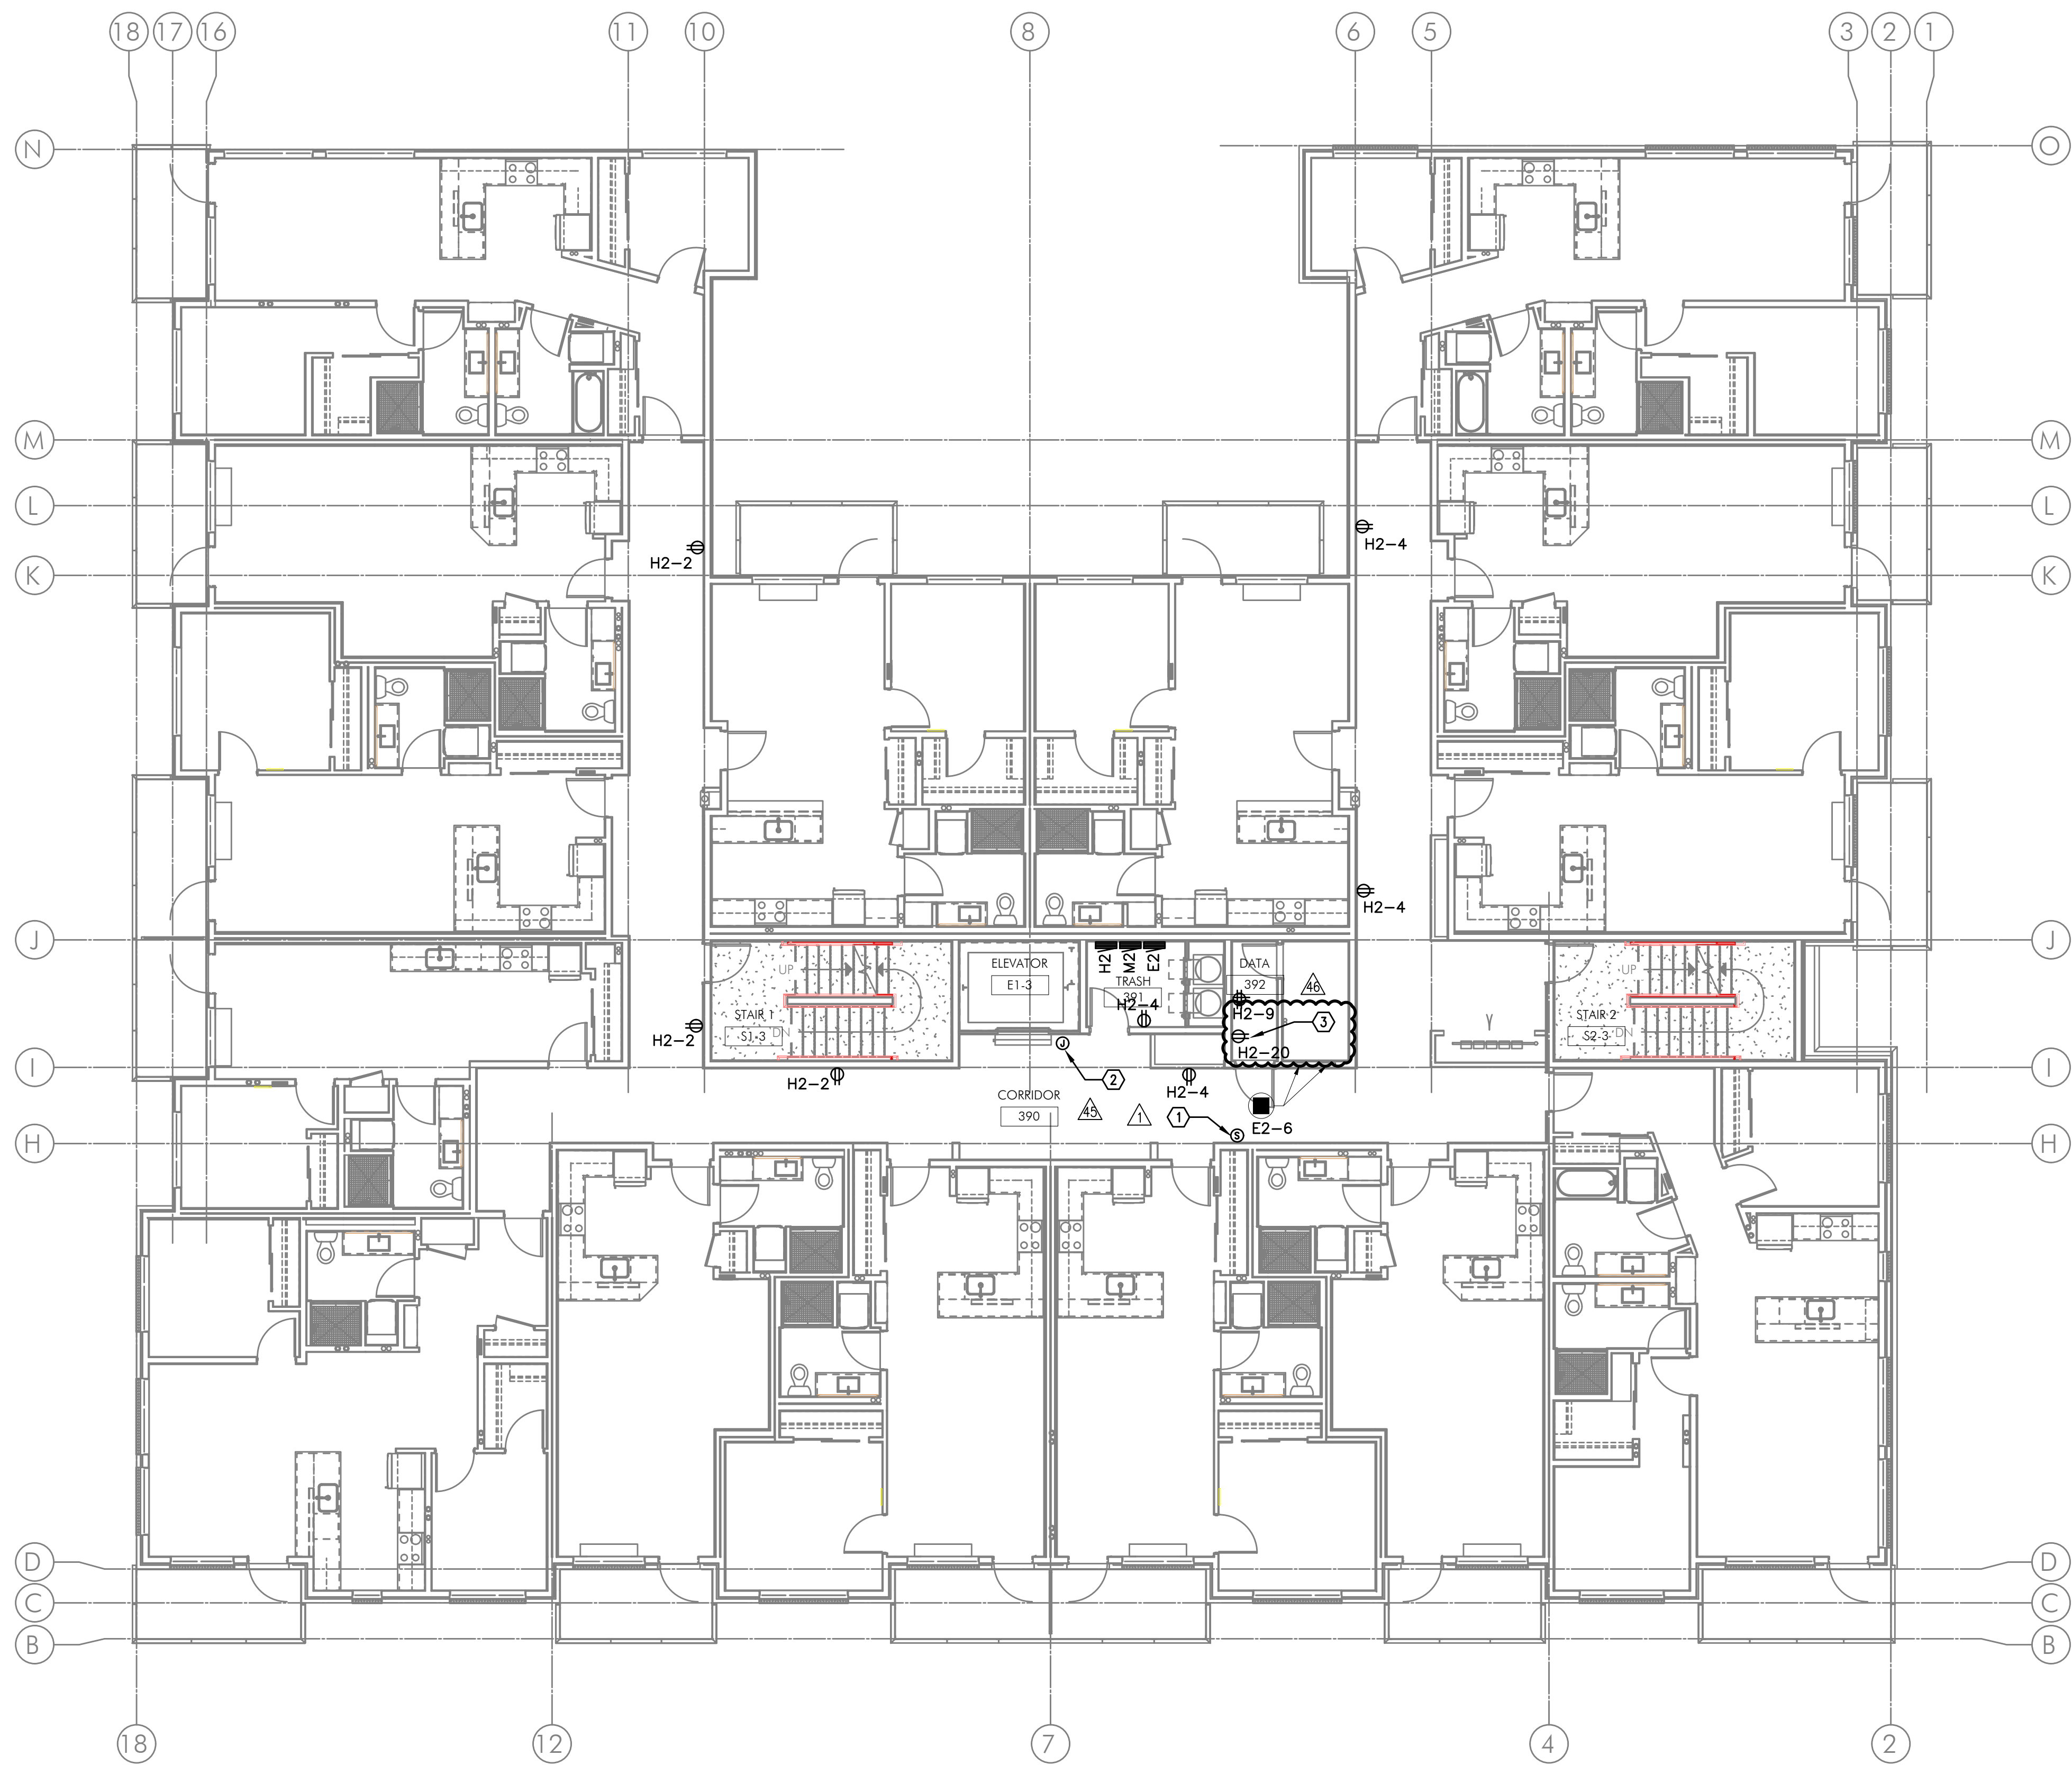 18 17 16 11 10 8 6 5 3 2 1
N O
M M
L L
H2-4
H2-2
K K
H2-4
J J
H2 M2 E2
ELEVATOR
E1-3
TRASH
391
DATA
392
46
UP
UP
H2-4
H2-9
STAIR 1
S1-3
DN
3
Y
STAIR 2
S2-3
DN
H2-2
J
H2-20
I I
H2-2
2
H2-4
CORRIDOR
390
45
1
1
E2-6
S
H H
D D
C C
B B
18 12 7 4 2